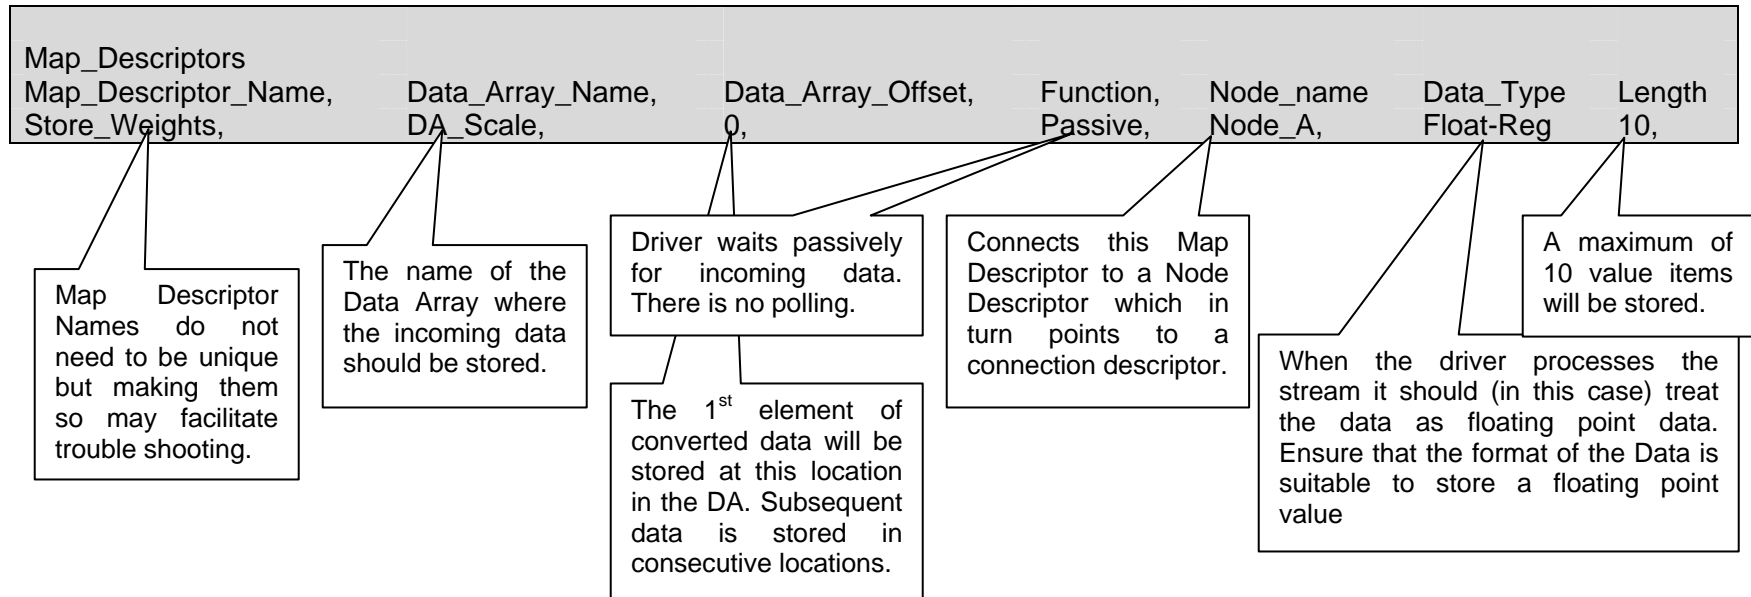 Map_Descriptors
Map_Descriptor_Name, Data_Array_Name, Data_Array_Offset, Function, Node_name Data_Type Length
Store_Weights, DA_Scale, 0, Passive, Node_A, Float-Reg 10,
Map Descriptor
Names do not
need to be unique
but making them
so may facilitate
trouble shooting.
The name of the
Data Array where
the incoming data
should be stored.
Driver waits passively
for incoming data.
There is no polling.
The 1st element of
converted data will be
stored at this location
in the DA. Subsequent
data is stored in
consecutive locations.
Connects this Map
Descriptor to a Node
Descriptor which in
turn points to a
connection descriptor.
A maximum of
10 value items
will be stored.
When the driver processes the
stream it should (in this case) treat
the data as floating point data.
Ensure that the format of the Data is
suitable to store a floating point
value